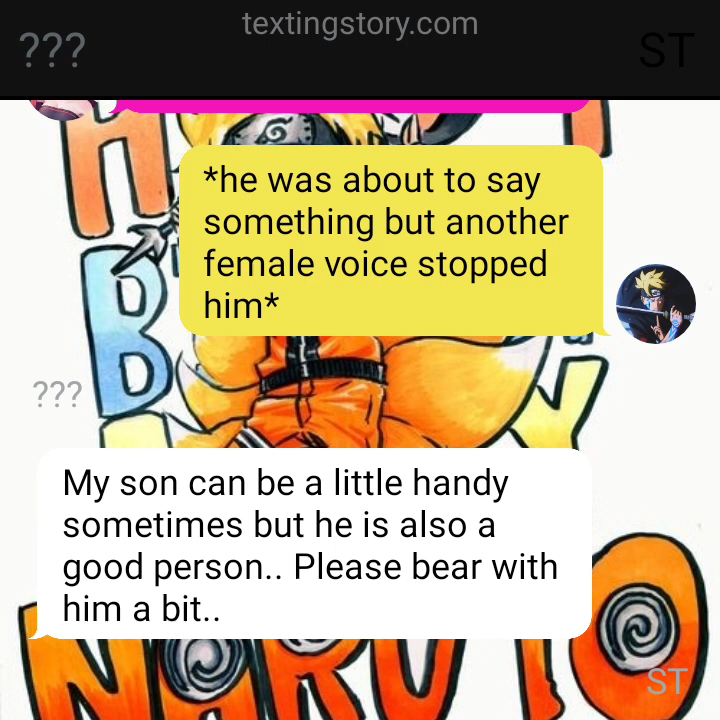 textingstory.com
???
ST
*he was about to say
something but another
female voice stopped
him*
???
My son can be a little handy
sometimes but he is also a
good person.. Please bear with
him a bit..
NARUTO
ST